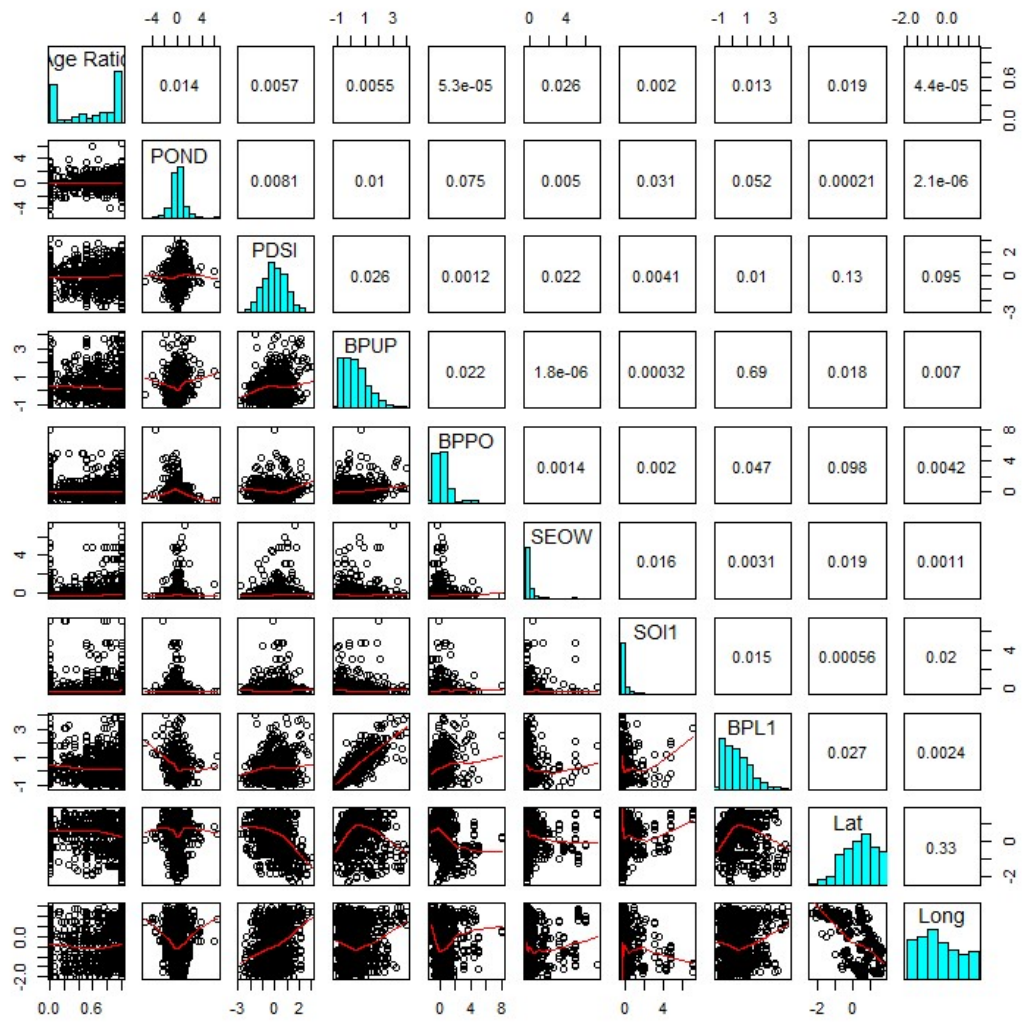 -4 0 4 -1 1 3 0 4 -1 1 3 -2.0 0.0
Age Ratio 0.014 0.0057 0.0055 5.3e-05 0.026 0.002 0.013 0.019 4.4e-05 0.0 0.6
-4 0 4 POND 0.0081 0.01 0.075 0.005 0.031 0.052 0.00021 2.1e-06
PDSI 0.026 0.0012 0.022 0.0041 0.01 0.13 0.095 -3 0 2
-1 1 3 BPUP 0.022 1.8e-06 0.00032 0.69 0.018 0.007
BPPO 0.0014 0.002 0.047 0.098 0.0042 0 4 8
0 4 SEOW 0.016 0.0031 0.019 0.0011
SOI1 0.015 0.00056 0.02 0 4
-1 1 3 BPL1 0.027 0.0024
Lat 0.33 -2 0
-2.0 0.0 Long
0.0 0.6 -3 0 2 0 4 8 0 4 -2 0